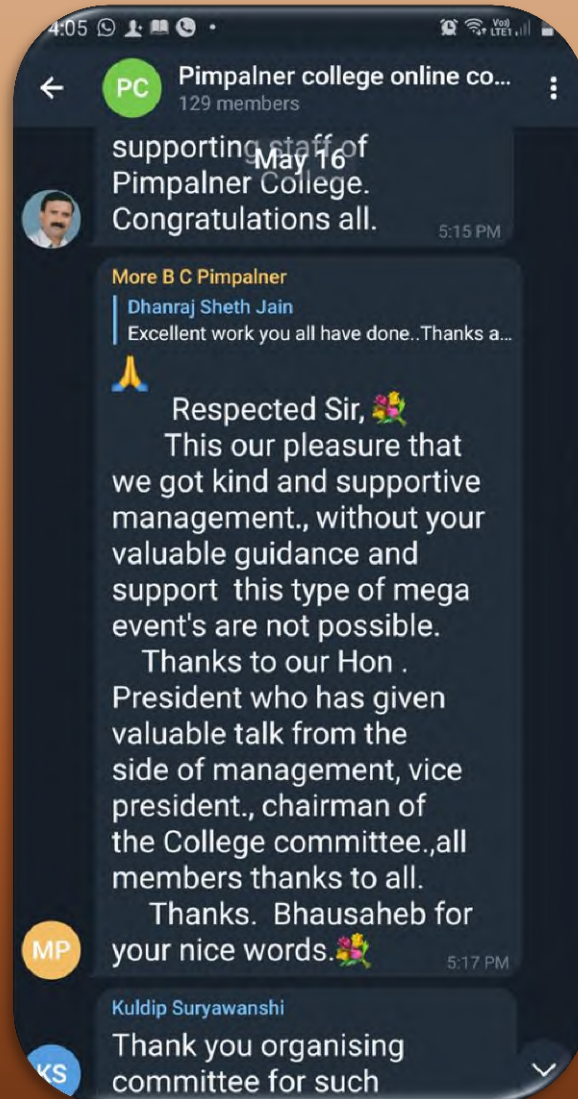 4:05
Vo))
LTE1
PC
Pimpalner college online co...
129 members
supporting staff of
May 16
Pimpalner College.
Congratulations all.
5:15 PM
More B C Pimpalner
Dhanraj Sheth Jain
Excellent work you all have done..Thanks a...
Respected Sir,
This our pleasure that
we got kind and supportive
management., without your
valuable guidance and
support this type of mega
event's are not possible.
Thanks to our Hon .
President who has given
valuable talk from the
side of management, vice
president., chairman of
the College committee.,all
members thanks to all.
Thanks. Bhausaheb for
your nice words.
MP
5:17 PM
Kuldip Suryawanshi
Thank you organising
committee for such
KS